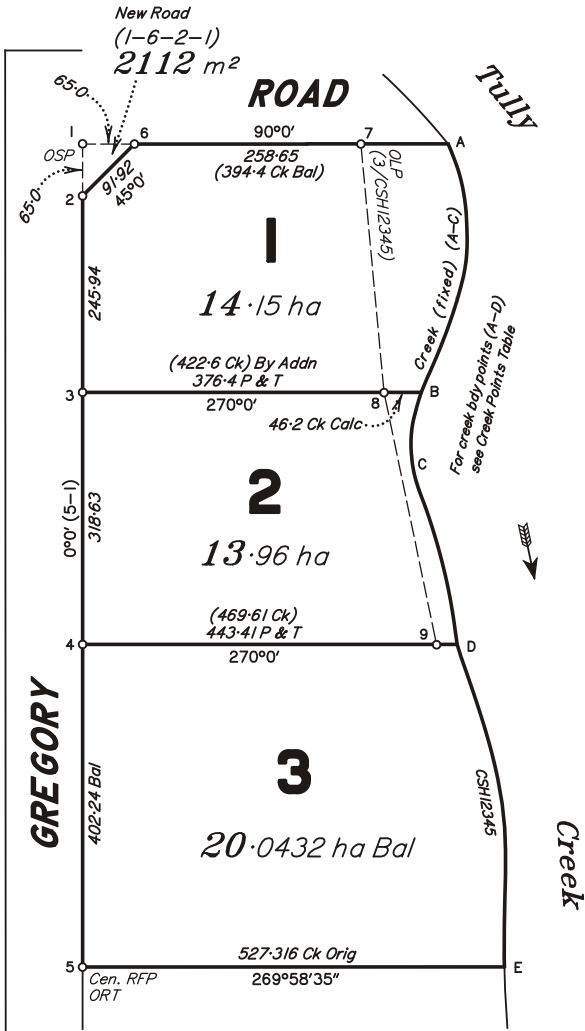 New Road
(1-6-2-1)
2112 m²
65·0
ROAD
Tully
1
6
90°0'
7
A
OSP
258·65
(394·4 Ck Bal)
OLP
(3/CSH12345)
65·0
91·92
45°0'
2
1
14·15 ha
245·94
Creek (fixed) (A-C)
(422·6 Ck) By Addn
376·4 P & T
3
270°0'
8
A
B
46·2 Ck Calc
For creek bdy points (A-D)
see Creek Points Table
C
2
0°0' (5-1)
318·63
13·96 ha
(469·61 Ck)
443·41 P & T
9
4
270°0'
D
GREGORY
3
402·24 Bal
20·0432 ha Bal
CSH12345
Creek
527·316 Ck Orig
5
269°58'35"
E
Cen. RFP
ORT